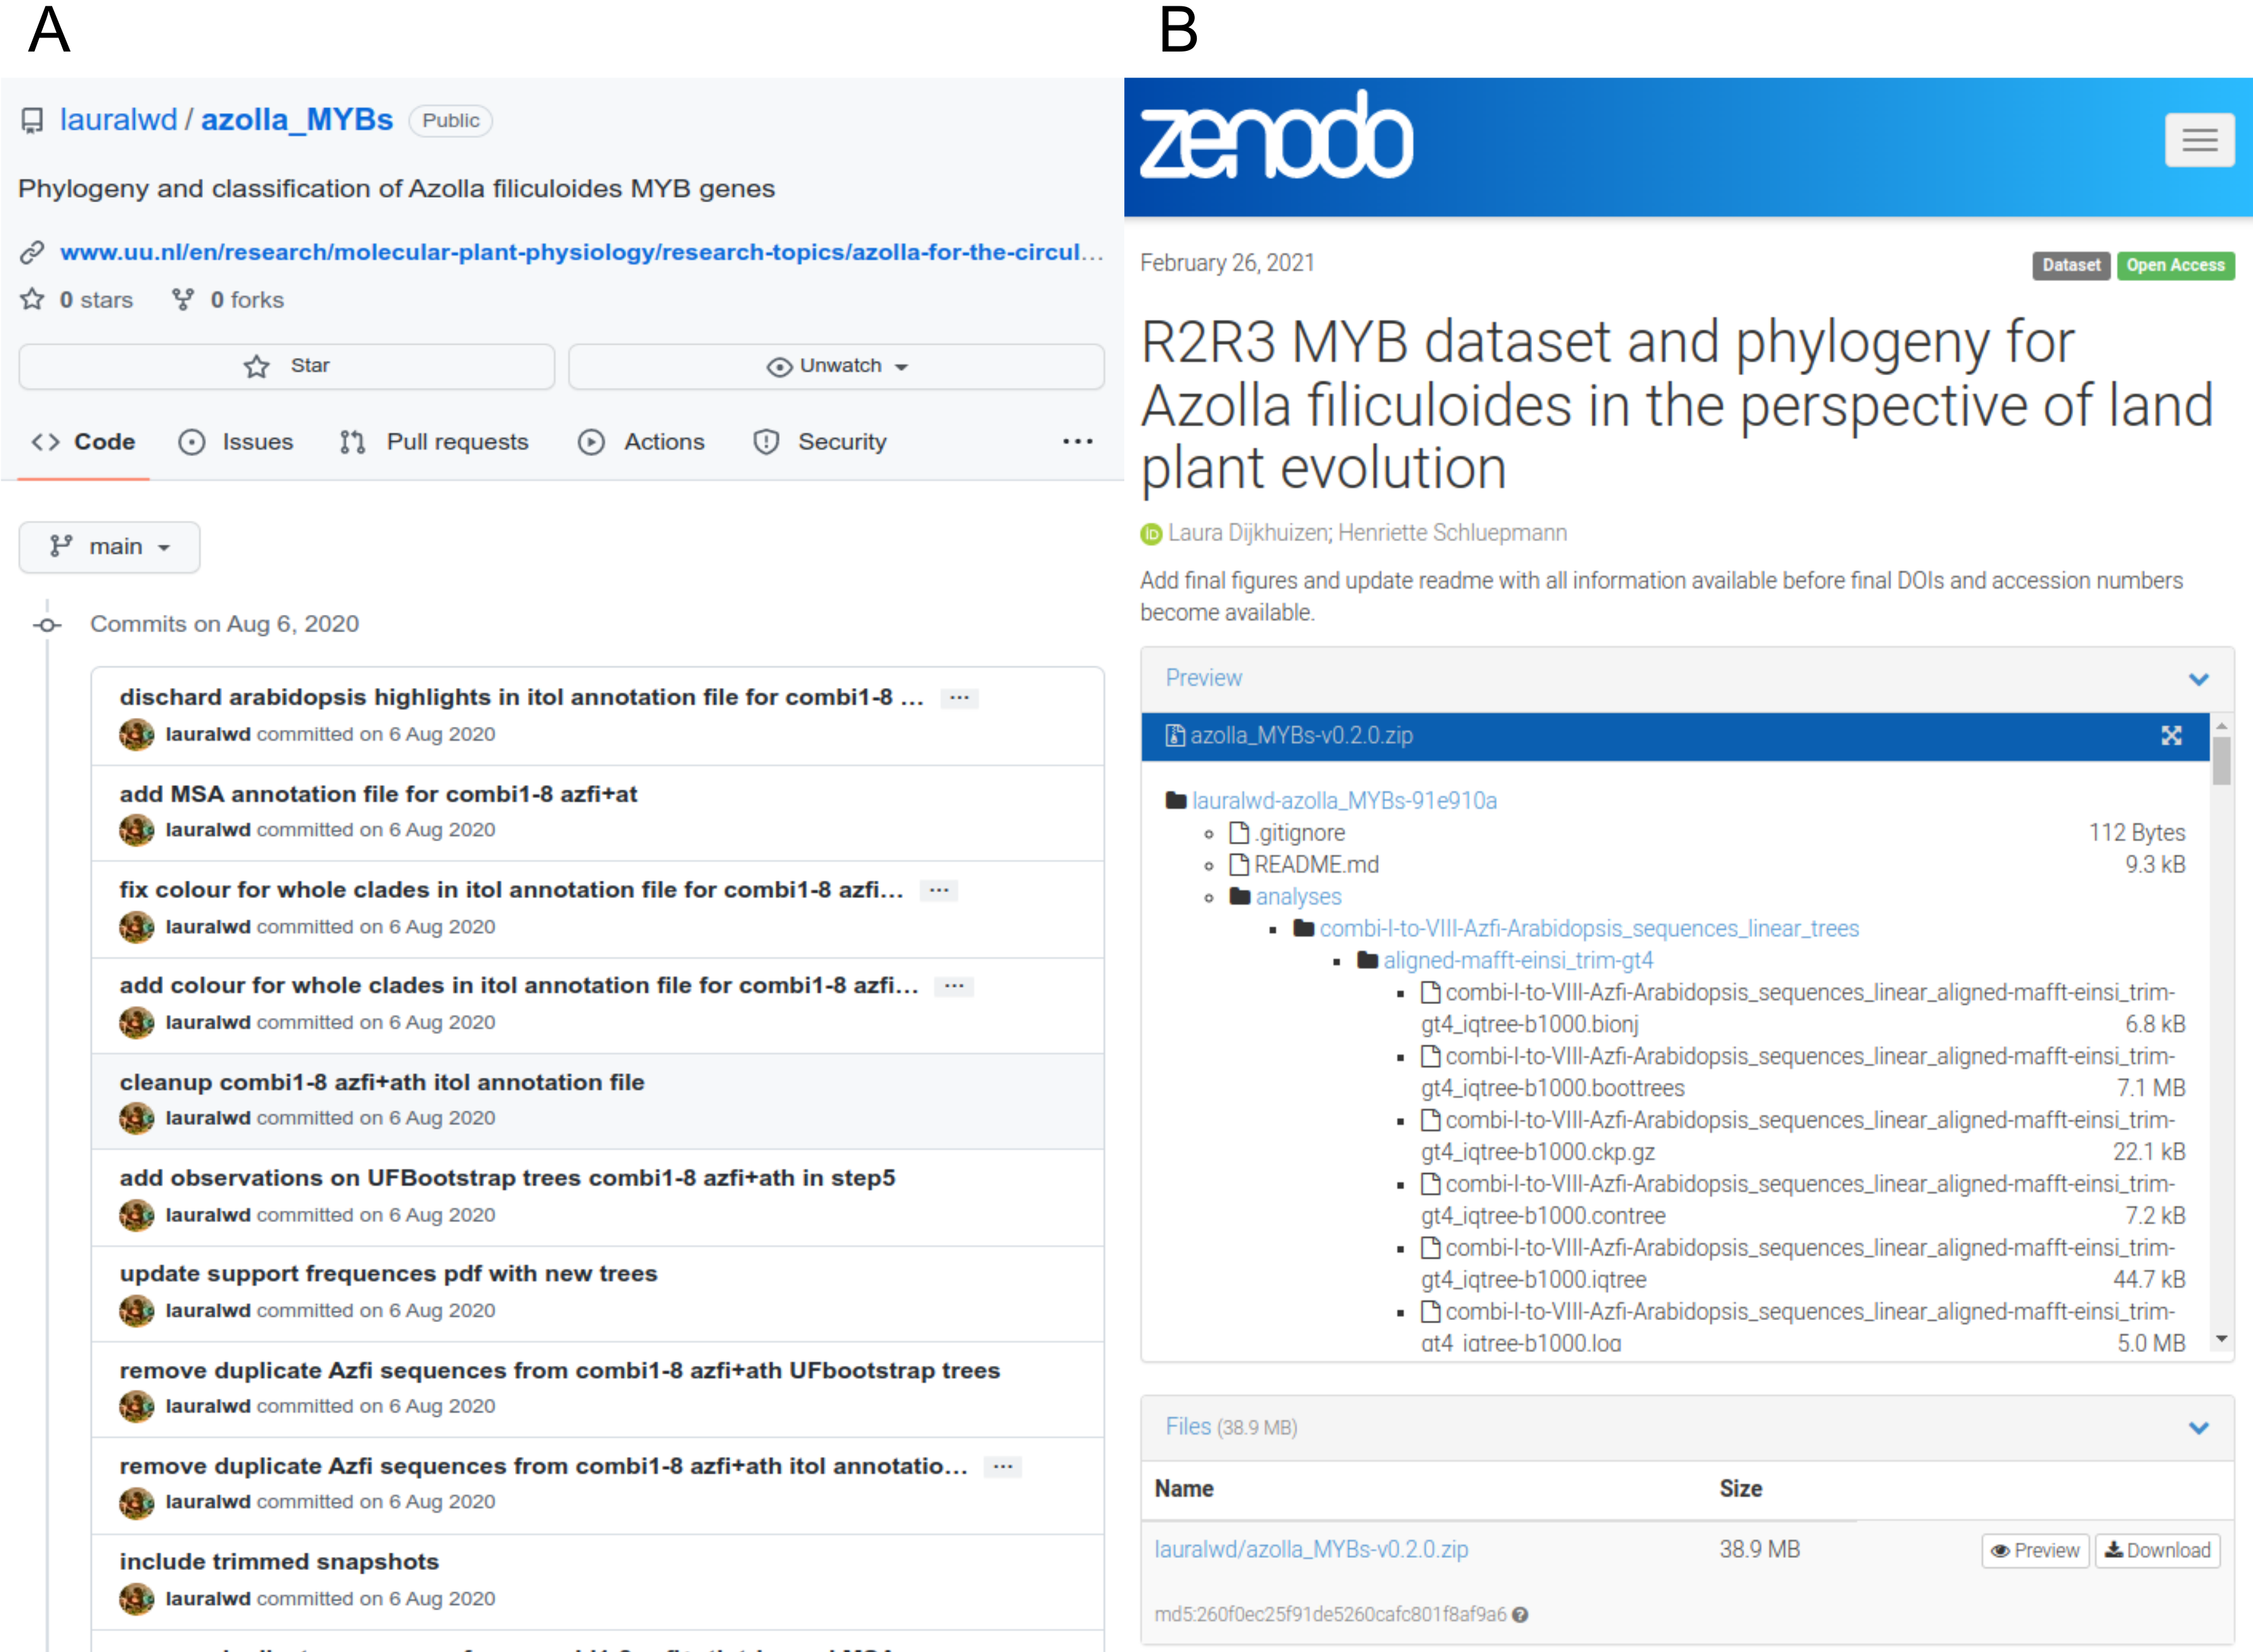 A
lauralwd / azolla_MYBs Public
Phylogeny and classification of Azolla filiculoides MYB genes
www.uu.nl/en/research/molecular-plant-physiology/research-topics/azolla-for-the-circul...
0 stars 0 forks
Star Unwatch
Code Issues Pull requests Actions Security ...
main
Commits on Aug 6, 2020
dischard arabidopsis highlights in itol annotation file for combi1-8 ... ...
lauralwd committed on 6 Aug 2020
add MSA annotation file for combi1-8 azfi+at
lauralwd committed on 6 Aug 2020
fix colour for whole clades in itol annotation file for combi1-8 azfi... ...
lauralwd committed on 6 Aug 2020
add colour for whole clades in itol annotation file for combi1-8 azfi... ...
lauralwd committed on 6 Aug 2020
cleanup combi1-8 azfi+ath itol annotation file
lauralwd committed on 6 Aug 2020
add observations on UFBootstrap trees combi1-8 azfi+ath in step5
lauralwd committed on 6 Aug 2020
update support frequences pdf with new trees
lauralwd committed on 6 Aug 2020
remove duplicate Azfi sequences from combi1-8 azfi+ath UFbootstrap trees
lauralwd committed on 6 Aug 2020
remove duplicate Azfi sequences from combi1-8 azfi+ath itol annotatio... ...
lauralwd committed on 6 Aug 2020
include trimmed snapshots
lauralwd committed on 6 Aug 2020
B
zenodo
February 26, 2021 Dataset Open Access
R2R3 MYB dataset and phylogeny for
Azolla filiculoides in the perspective of land
plant evolution
iD Laura Dijkhuizen; Henriette Schluepmann
Add final figures and update readme with all information available before final DOIs and accession numbers
become available.
Preview
azolla_MYBs-v0.2.0.zip
lauralwd-azolla_MYBs-91e910a
.gitignore 112 Bytes
README.md 9.3 kB
analyses
combi-I-to-VIII-Azfi-Arabidopsis_sequences_linear_trees
aligned-mafft-einsi_trim-gt4
combi-I-to-VIII-Azfi-Arabidopsis_sequences_linear_aligned-mafft-einsi_trim-
gt4_iqtree-b1000.bionj 6.8 kB
combi-I-to-VIII-Azfi-Arabidopsis_sequences_linear_aligned-mafft-einsi_trim-
gt4_iqtree-b1000.boottrees 7.1 MB
combi-I-to-VIII-Azfi-Arabidopsis_sequences_linear_aligned-mafft-einsi_trim-
gt4_iqtree-b1000.ckp.gz 22.1 kB
combi-I-to-VIII-Azfi-Arabidopsis_sequences_linear_aligned-mafft-einsi_trim-
gt4_iqtree-b1000.contree 7.2 kB
combi-I-to-VIII-Azfi-Arabidopsis_sequences_linear_aligned-mafft-einsi_trim-
gt4_iqtree-b1000.iqtree 44.7 kB
combi-I-to-VIII-Azfi-Arabidopsis_sequences_linear_aligned-mafft-einsi_trim-
gt4_iqtree-b1000.log 5.0 MB
Files (38.9 MB)
Name Size
lauralwd/azolla_MYBs-v0.2.0.zip 38.9 MB Preview Download
md5:260f0ec25f91de5260cafc801f8af9a6 ?